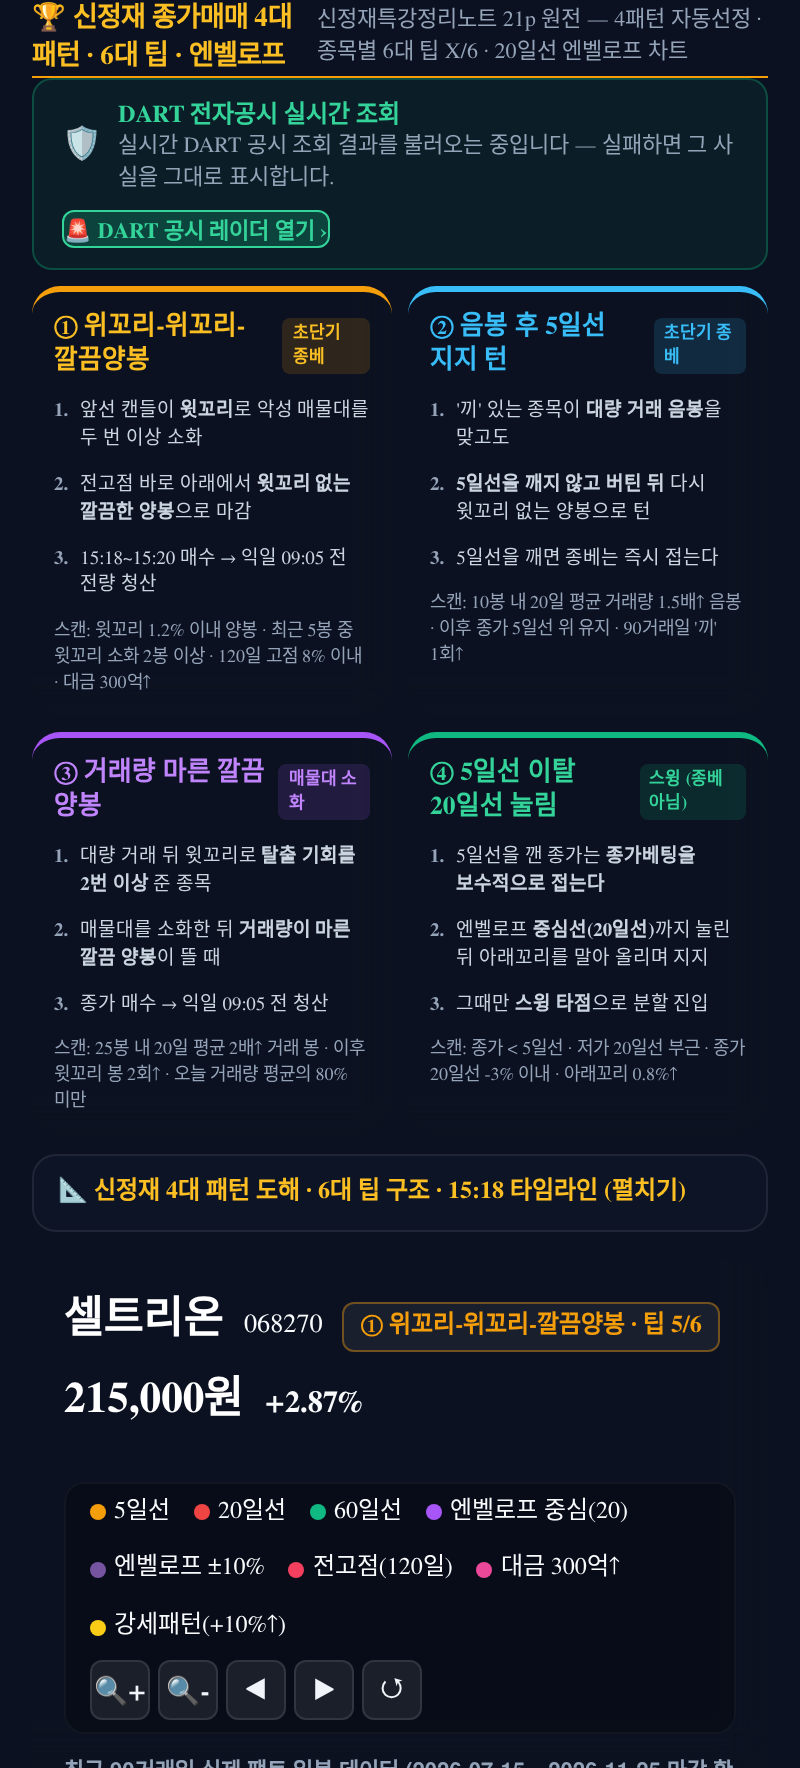 🏆 신정재 종가매매 4대
패턴 · 6대 팁 · 엔벨로프
신정재특강정리노트 21p 원전 — 4패턴 자동선정 ·
종목별 6대 팁 X/6 · 20일선 엔벨로프 차트
DART 전자공시 실시간 조회
실시간 DART 공시 조회 결과를 불러오는 중입니다 — 실패하면 그 사
실을 그대로 표시합니다.
🚨 DART 공시 레이더 열기 ›
① 위꼬리-위꼬리-
깔끔양봉
초단기
종베
1. 앞선 캔들이 윗꼬리로 악성 매물대를
두 번 이상 소화
2. 전고점 바로 아래에서 윗꼬리 없는
깔끔한 양봉으로 마감
3. 15:18~15:20 매수 → 익일 09:05 전
전량 청산
스캔: 윗꼬리 1.2% 이내 양봉 · 최근 5봉 중
윗꼬리 소화 2봉 이상 · 120일 고점 8% 이내
· 대금 300억↑
② 음봉 후 5일선
지지 턴
초단기 종
베
1. '끼' 있는 종목이 대량 거래 음봉을
맞고도
2. 5일선을 깨지 않고 버틴 뒤 다시
윗꼬리 없는 양봉으로 턴
3. 5일선을 깨면 종베는 즉시 접는다
스캔: 10봉 내 20일 평균 거래량 1.5배↑ 음봉
· 이후 종가 5일선 위 유지 · 90거래일 '끼'
1회↑
③ 거래량 마른 깔끔
양봉
매물대 소
화
1. 대량 거래 뒤 윗꼬리로 탈출 기회를
2번 이상 준 종목
2. 매물대를 소화한 뒤 거래량이 마른
깔끔 양봉이 뜰 때
3. 종가 매수 → 익일 09:05 전 청산
스캔: 25봉 내 20일 평균 2배↑ 거래 봉 · 이후
윗꼬리 봉 2회↑ · 오늘 거래량 평균의 80%
미만
④ 5일선 이탈
20일선 눌림
스윙 (종베
아님)
1. 5일선을 깬 종가는 종가베팅을
보수적으로 접는다
2. 엔벨로프 중심선(20일선)까지 눌린
뒤 아래꼬리를 말아 올리며 지지
3. 그때만 스윙 타점으로 분할 진입
스캔: 종가 < 5일선 · 저가 20일선 부근 · 종가
20일선 -3% 이내 · 아래꼬리 0.8%↑
📐 신정재 4대 패턴 도해 · 6대 팁 구조 · 15:18 타임라인 (펼치기)
셀트리온 068270 ① 위꼬리-위꼬리-깔끔양봉 · 팁 5/6
215,000원 +2.87%
5일선 20일선 60일선 엔벨로프 중심(20)
엔벨로프 ±10% 전고점(120일) 대금 300억↑
강세패턴(+10%↑)
🔍+ 🔍- ◀ ▶ ↺